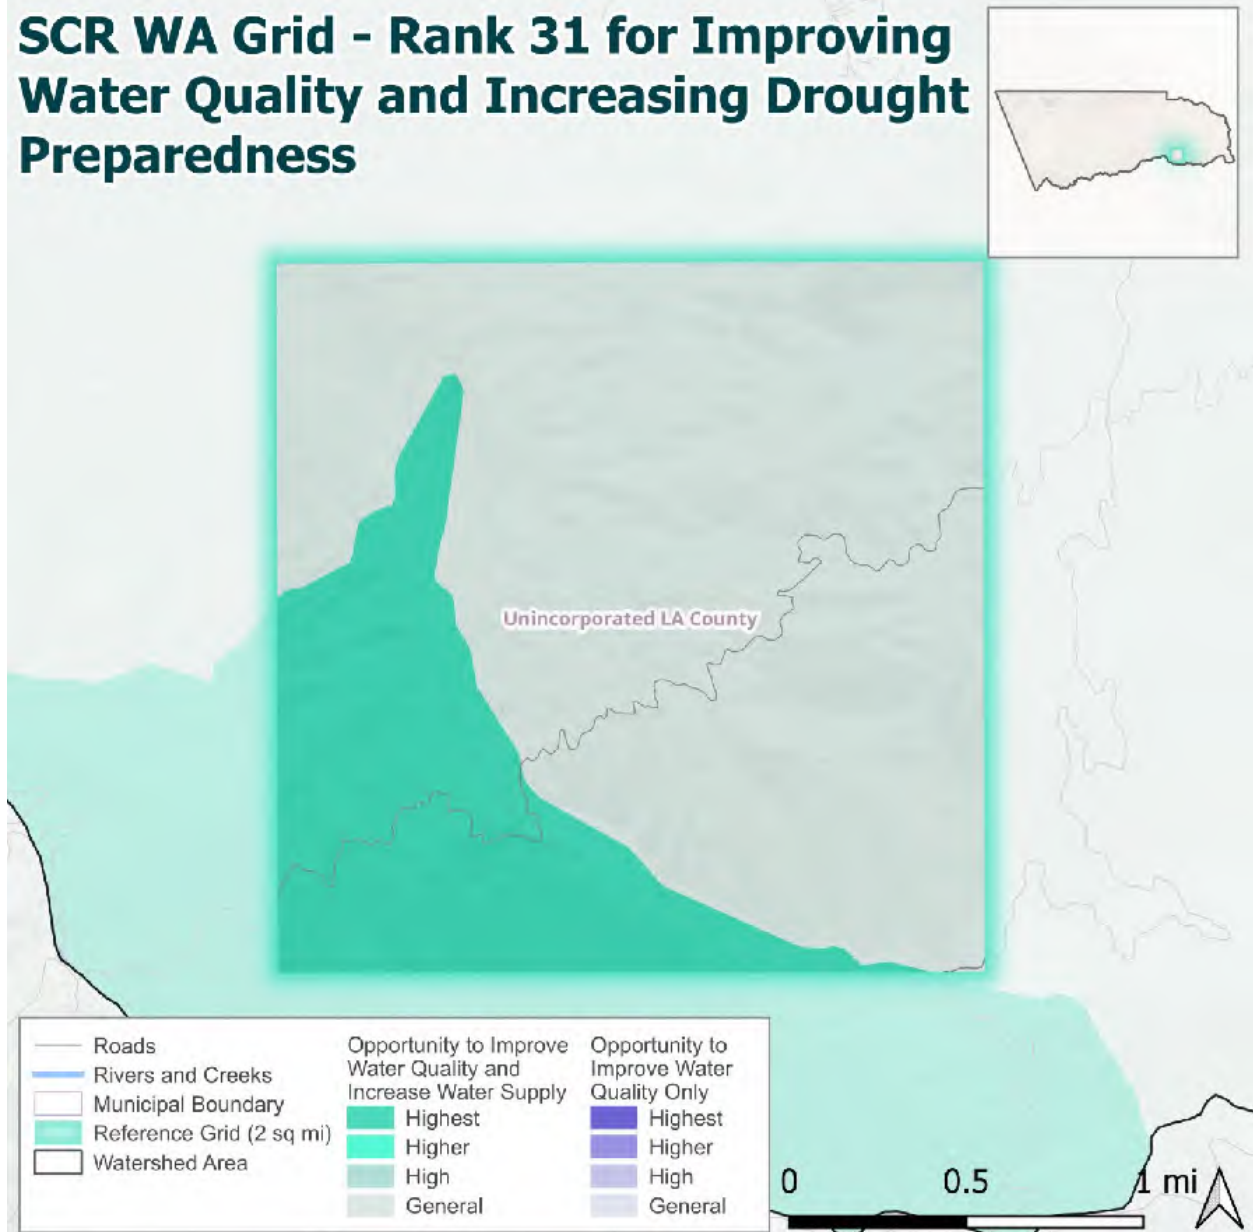 SCR WA Grid - Rank 31 for Improving
Water Quality and Increasing Drought
Preparedness
Unincorporated LA County
Roads
Rivers and Creeks
Municipal Boundary
Reference Grid (2 sq mi)
Watershed Area
Opportunity to Improve
Water Quality and
Increase Water Supply
Highest
Higher
High
General
Opportunity to
Improve Water
Quality Only
Highest
Higher
High
General
0 0.5 1 mi